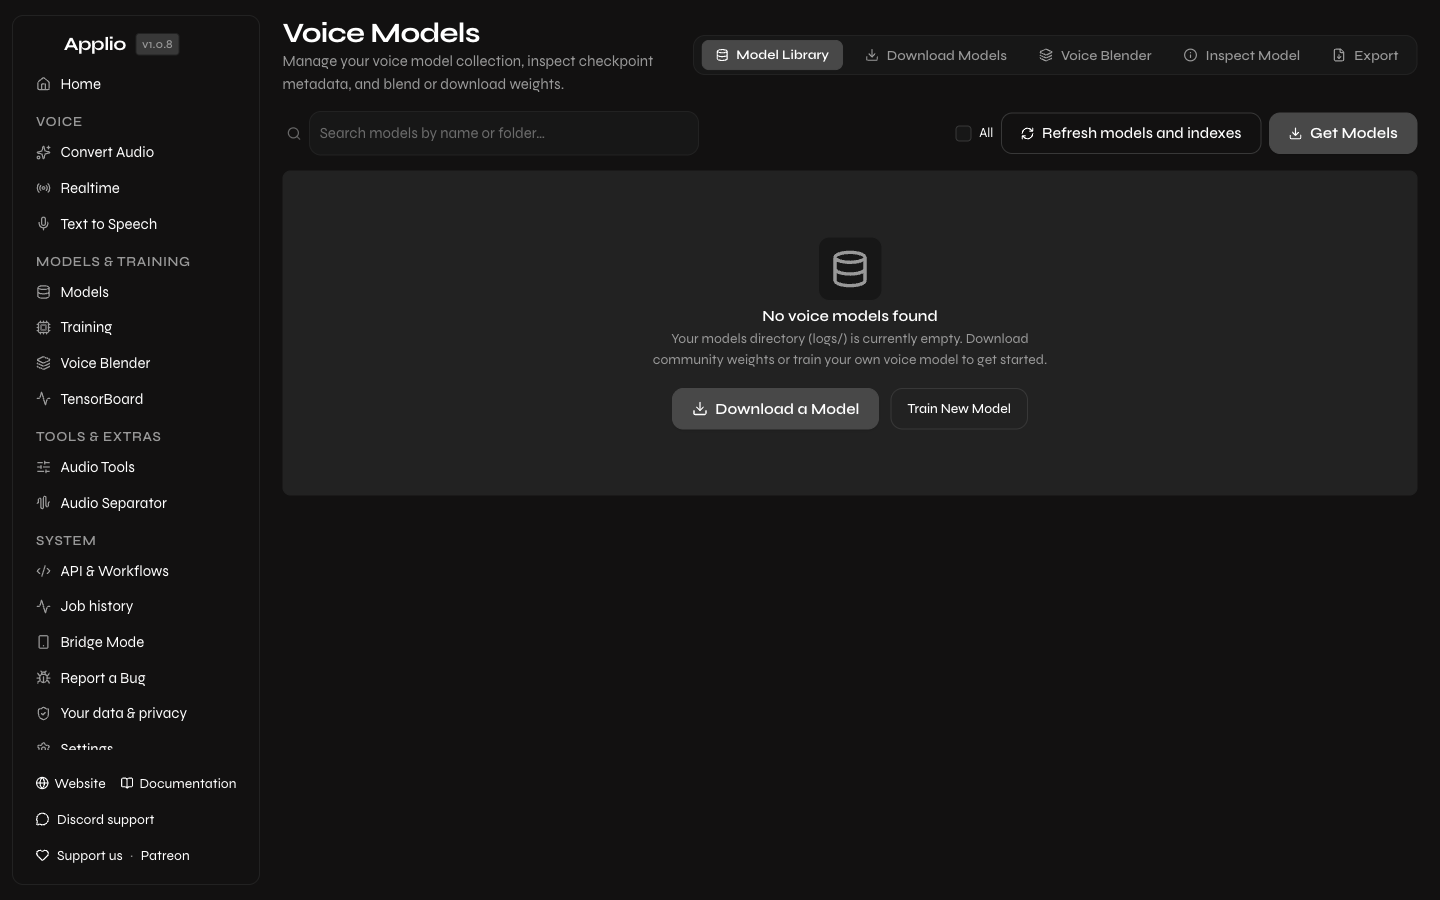 Applio v1.0.8
Home
VOICE
Convert Audio
Realtime
Text to Speech
MODELS & TRAINING
Models
Training
Voice Blender
TensorBoard
TOOLS & EXTRAS
Audio Tools
Audio Separator
SYSTEM
API & Workflows
Job history
Bridge Mode
Report a Bug
Your data & privacy
Settings
Website Documentation
Discord support
Support us · Patreon
Voice Models
Manage your voice model collection, inspect checkpoint
metadata, and blend or download weights.
Model Library Download Models Voice Blender Inspect Model Export
Search models by name or folder...
All Refresh models and indexes Get Models
No voice models found
Your models directory (logs/) is currently empty. Download
community weights or train your own voice model to get started.
Download a Model Train New Model